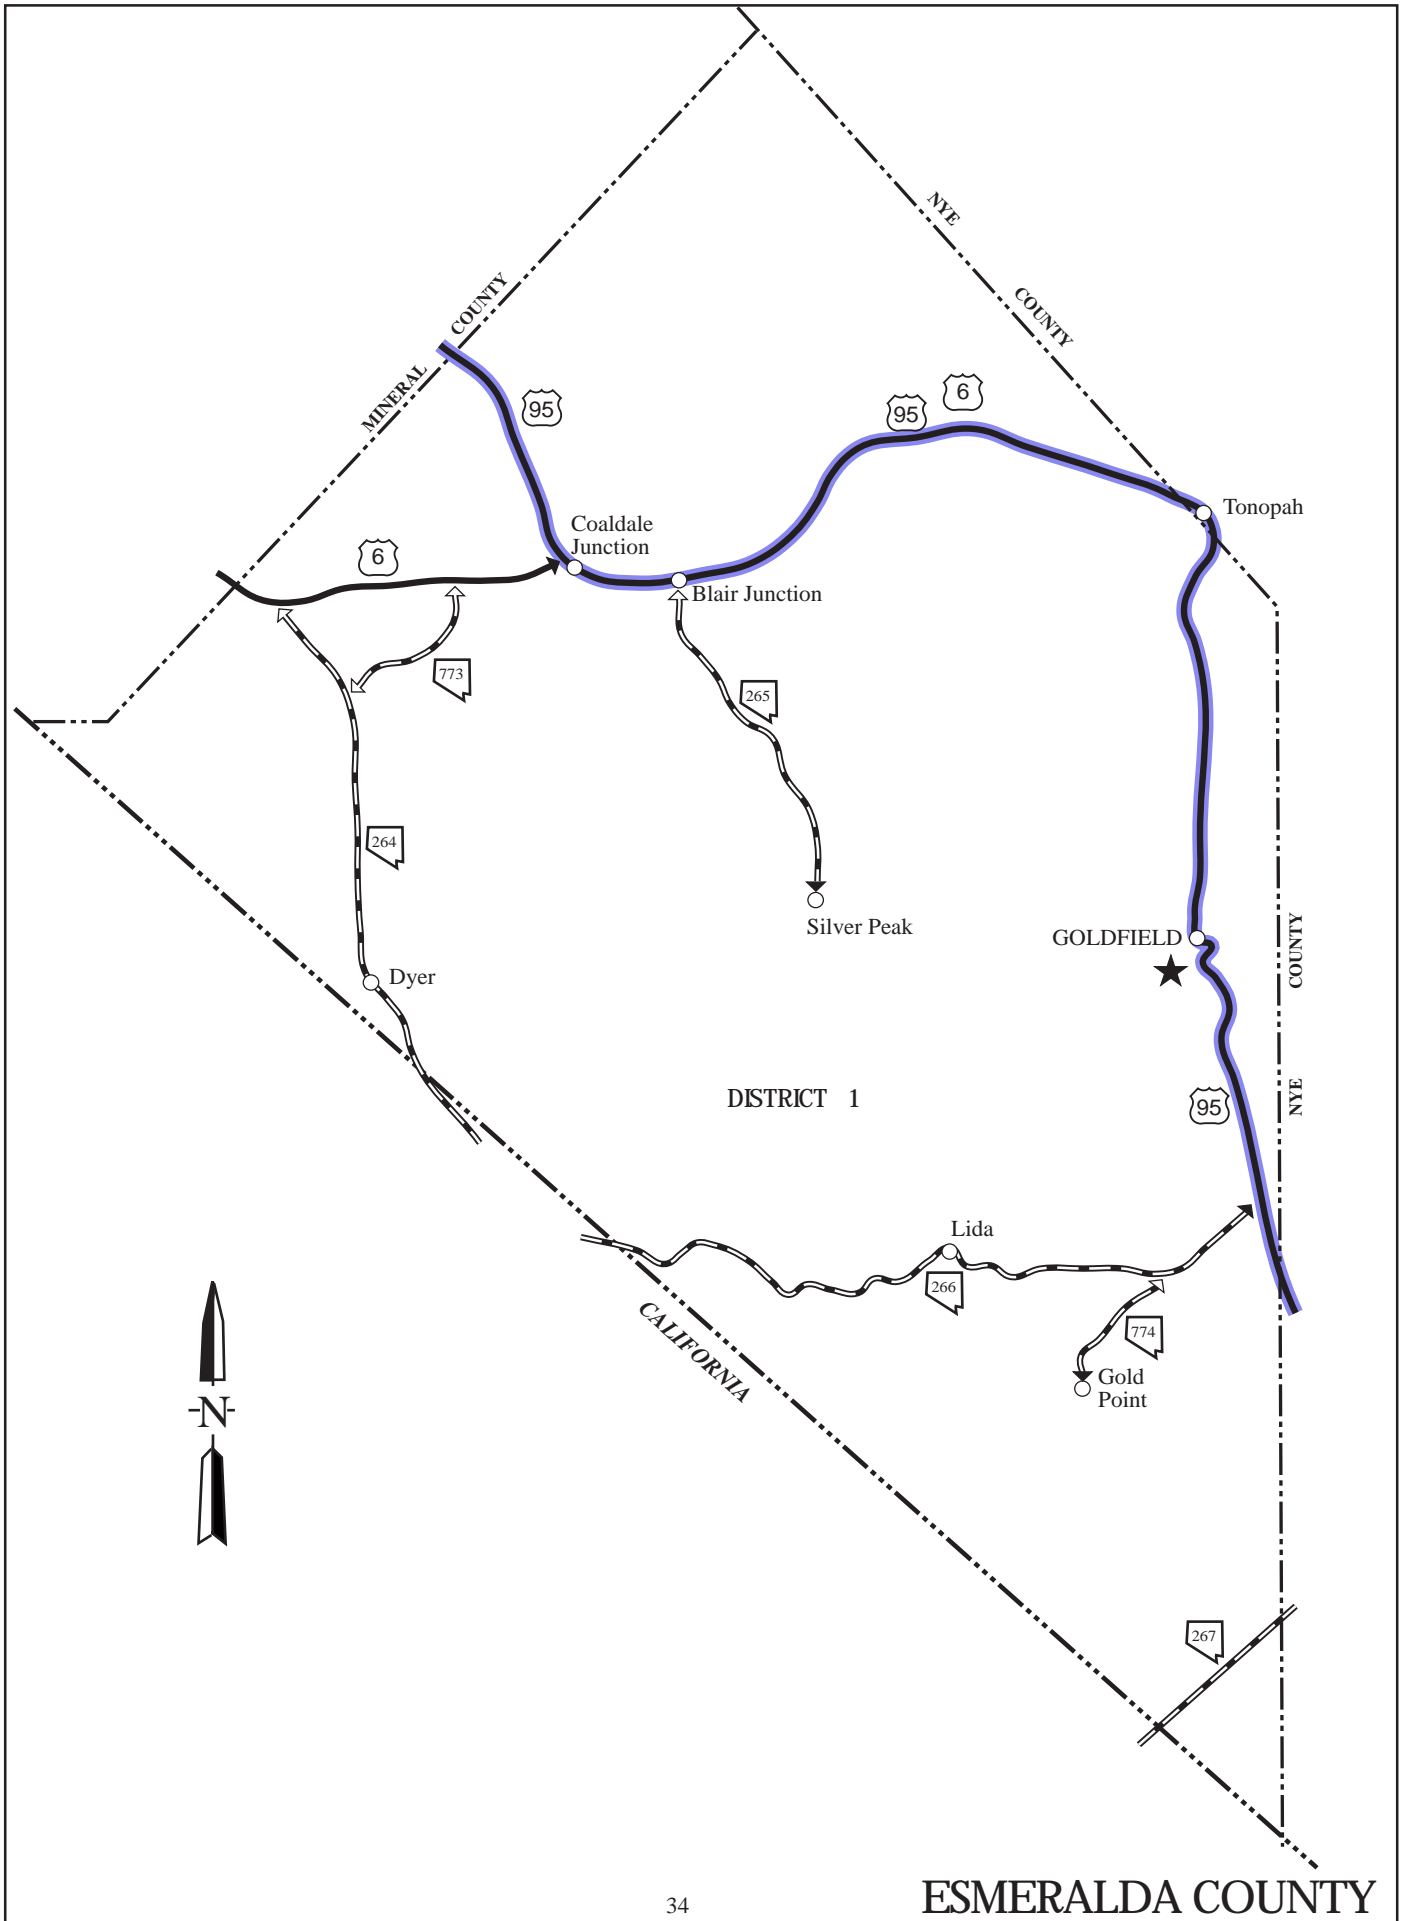 NYE
COUNTY
COUNTY
MINERAL
95
6
95
Tonopah
Coaldale
Junction
6
Blair Junction
773
265
264
Silver Peak
GOLDFIELD
COUNTY
Dyer
DISTRICT 1
NYE
95
Lida
266
CALIFORNIA
774
Gold
Point
N
267
34
ESMERALDA COUNTY